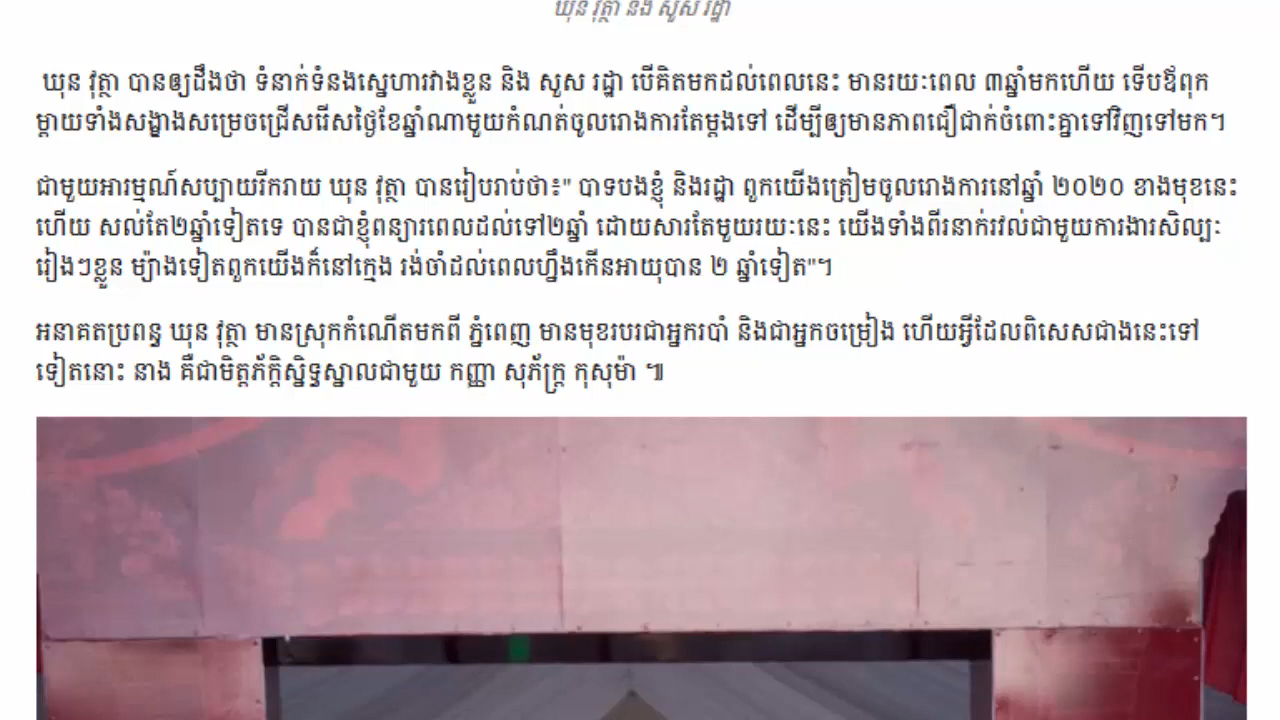 ឃុន វុត្ថា និង សួស រដ្ឋា
ឃុន វុត្ថា បានឲ្យដឹងថា ទំនាក់ទំនងស្នេហារវាងខ្លួន និង សួស រដ្ឋា បើគិតមកដល់ពេលនេះ មានរយៈពេល ៣ឆ្នាំមកហើយ ទើបឪពុក
ម្ដាយទាំងសង្ខាងសម្រេចជ្រើសរើសថ្ងៃខែឆ្នាំណាមួយកំណត់ចូលរោងការតែម្ដងទៅ ដើម្បីឲ្យមានភាពជឿជាក់ចំពោះគ្នាទៅវិញទៅមក។
ជាមួយអារម្មណ៍សប្បាយរីករាយ ឃុន វុត្ថា បានរៀបរាប់ថា៖" បាទបងខ្ញុំ និងរដ្ឋា ពួកយើងត្រៀមចូលរោងការនៅឆ្នាំ ២០២០ ខាងមុខនេះ
ហើយ សល់តែ២ឆ្នាំទៀតទេ បានជាខ្ញុំពន្យារពេលដល់ទៅ២ឆ្នាំ ដោយសារតែមួយរយៈនេះ យើងទាំងពីរនាក់រវល់ជាមួយការងារសិល្បៈ
រៀងៗខ្លួន ម្យ៉ាងទៀតពួកយើងក៏នៅក្មេង រង់ចាំដល់ពេលហ្នឹងកើនអាយុបាន ២ ឆ្នាំទៀត"។
អនាគតប្រពន្ធ ឃុន វុត្ថា មានស្រុកកំណើតមកពី ភ្នំពេញ មានមុខរបរជាអ្នករបាំ និងជាអ្នកចម្រៀង ហើយអ្វីដែលពិសេសជាងនេះទៅ
ទៀតនោះ នាង គឺជាមិត្តភ័ក្តិស្និទ្ធស្នាលជាមួយ កញ្ញា សុភ័ក្ត្រ កុសុម៉ា ៕